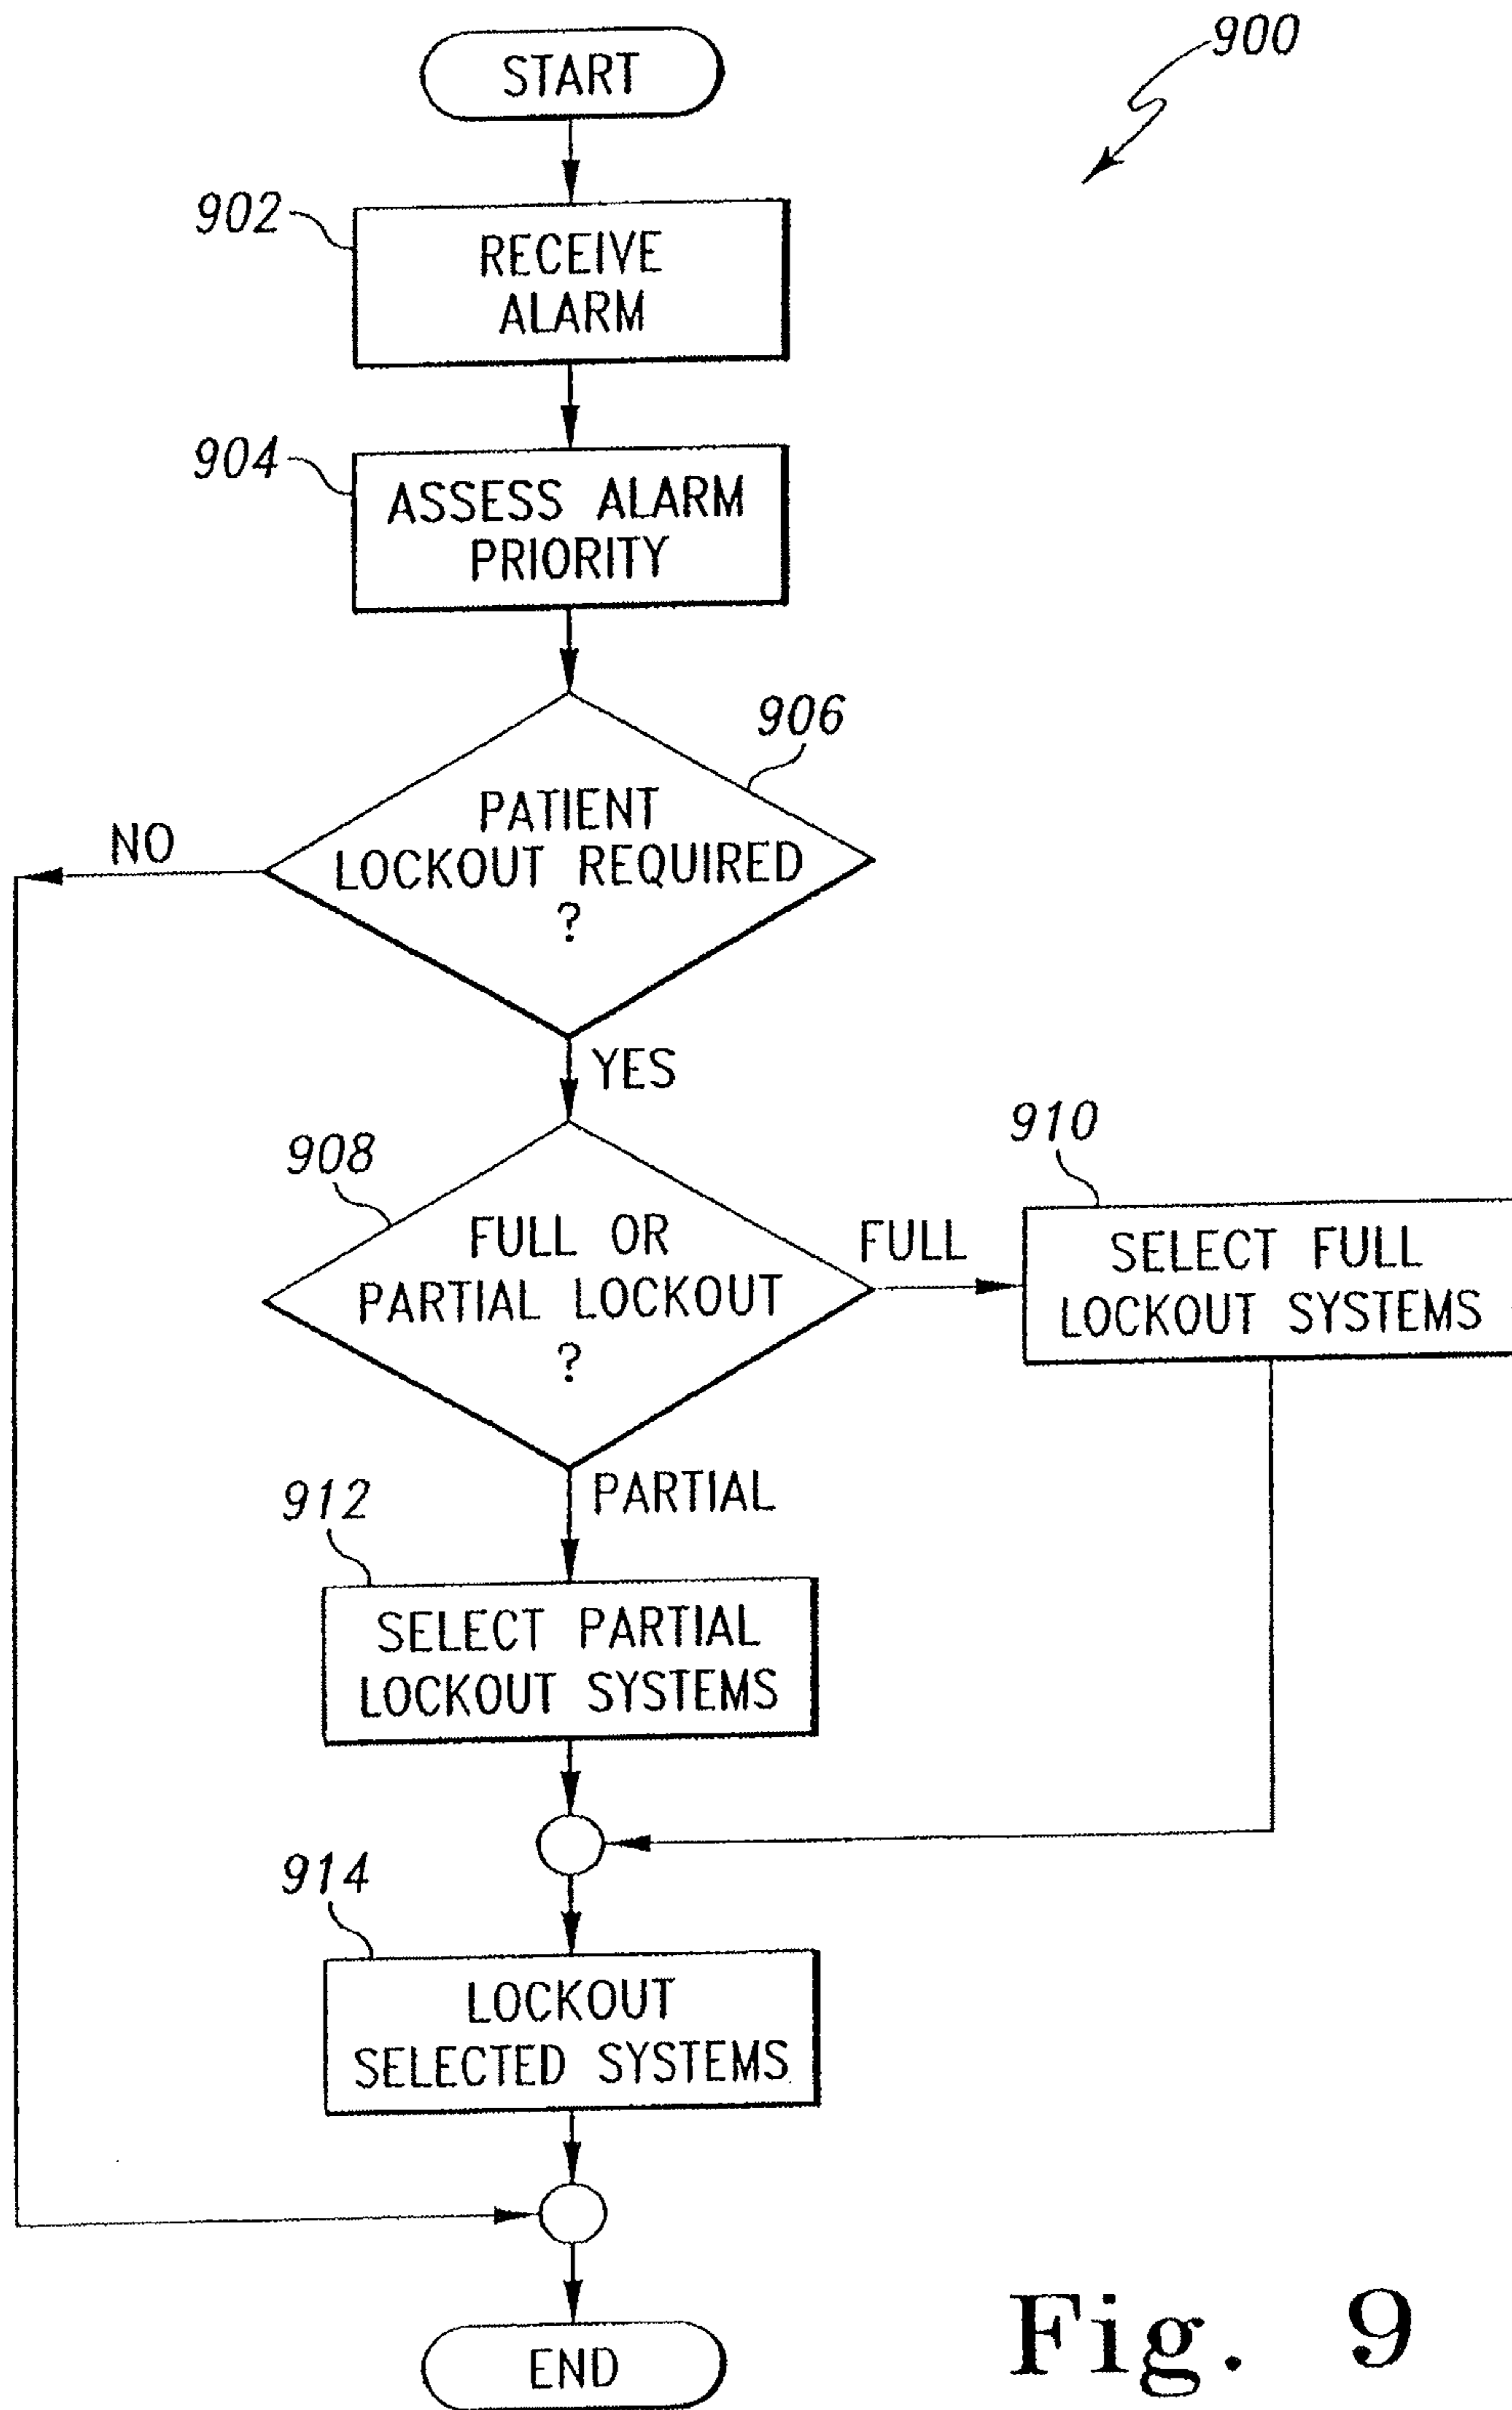 START
900
902
RECEIVE
ALARM
904
ASSESS ALARM
PRIORITY
906
PATIENT
LOCKOUT REQUIRED
?
NO
YES
908
FULL OR
PARTIAL LOCKOUT
?
FULL
910
SELECT FULL
LOCKOUT SYSTEMS
PARTIAL
912
SELECT PARTIAL
LOCKOUT SYSTEMS
914
LOCKOUT
SELECTED SYSTEMS
END
Fig. 9